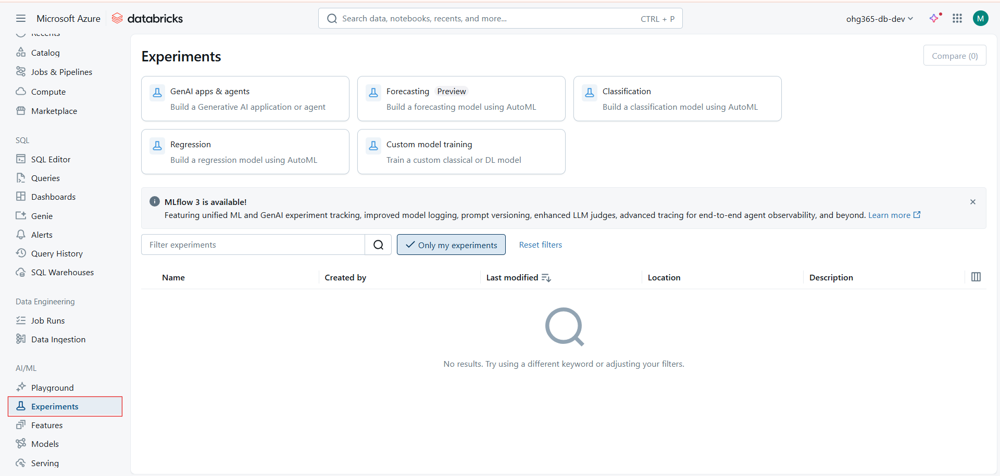 Microsoft Azure
databricks
Search data, notebooks, recents, and more...
CTRL + P
ohg365-db-dev
M
Recents
Catalog
Jobs & Pipelines
Compute
Marketplace
SQL
SQL Editor
Queries
Dashboards
Genie
Alerts
Query History
SQL Warehouses
Data Engineering
Job Runs
Data Ingestion
AI/ML
Playground
Experiments
Features
Models
Serving
Experiments
Compare (0)
GenAI apps & agents
Build a Generative AI application or agent
Forecasting Preview
Build a forecasting model using AutoML
Classification
Build a classification model using AutoML
Regression
Build a regression model using AutoML
Custom model training
Train a custom classical or DL model
MLflow 3 is available!
Featuring unified ML and GenAI experiment tracking, improved model logging, prompt versioning, enhanced LLM judges, advanced tracing for end-to-end agent observability, and beyond. Learn more
Filter experiments
Only my experiments
Reset filters
Name
Created by
Last modified
Location
Description
No results. Try using a different keyword or adjusting your filters.